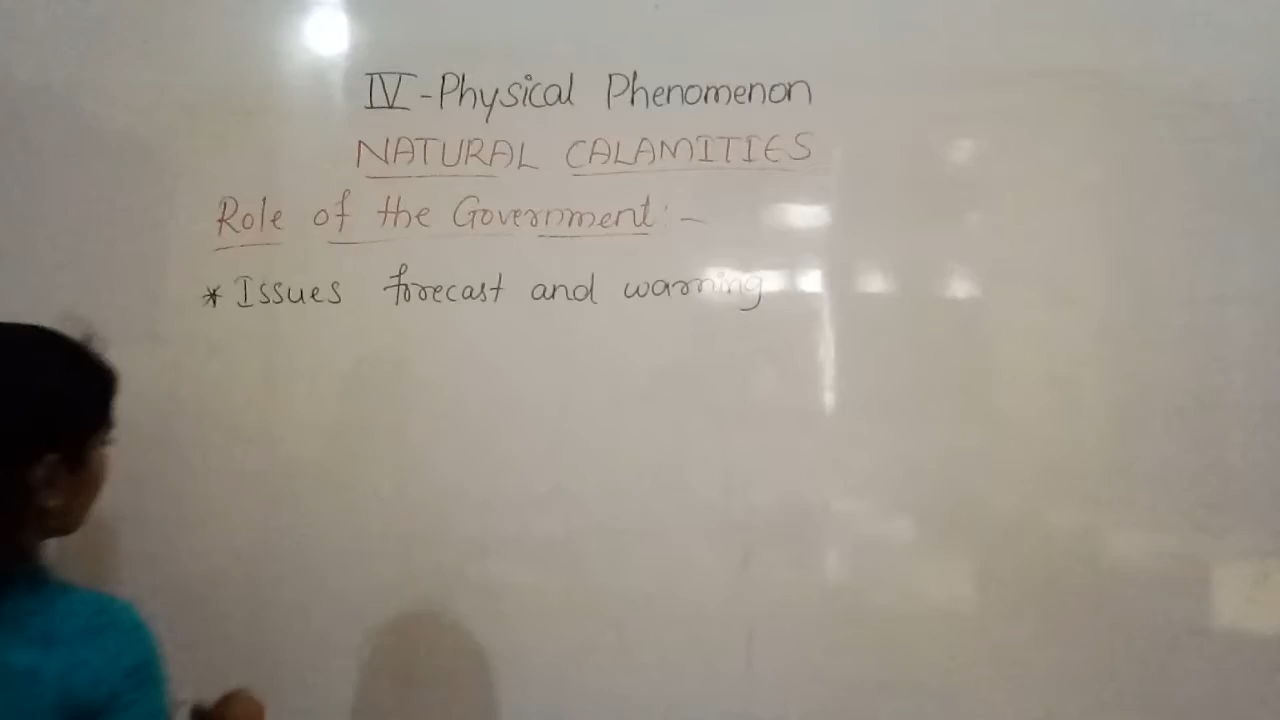 IV - Physical Phenomenon
NATURAL CALAMITIES
Role of the Government :-
* Issues forecast and warning